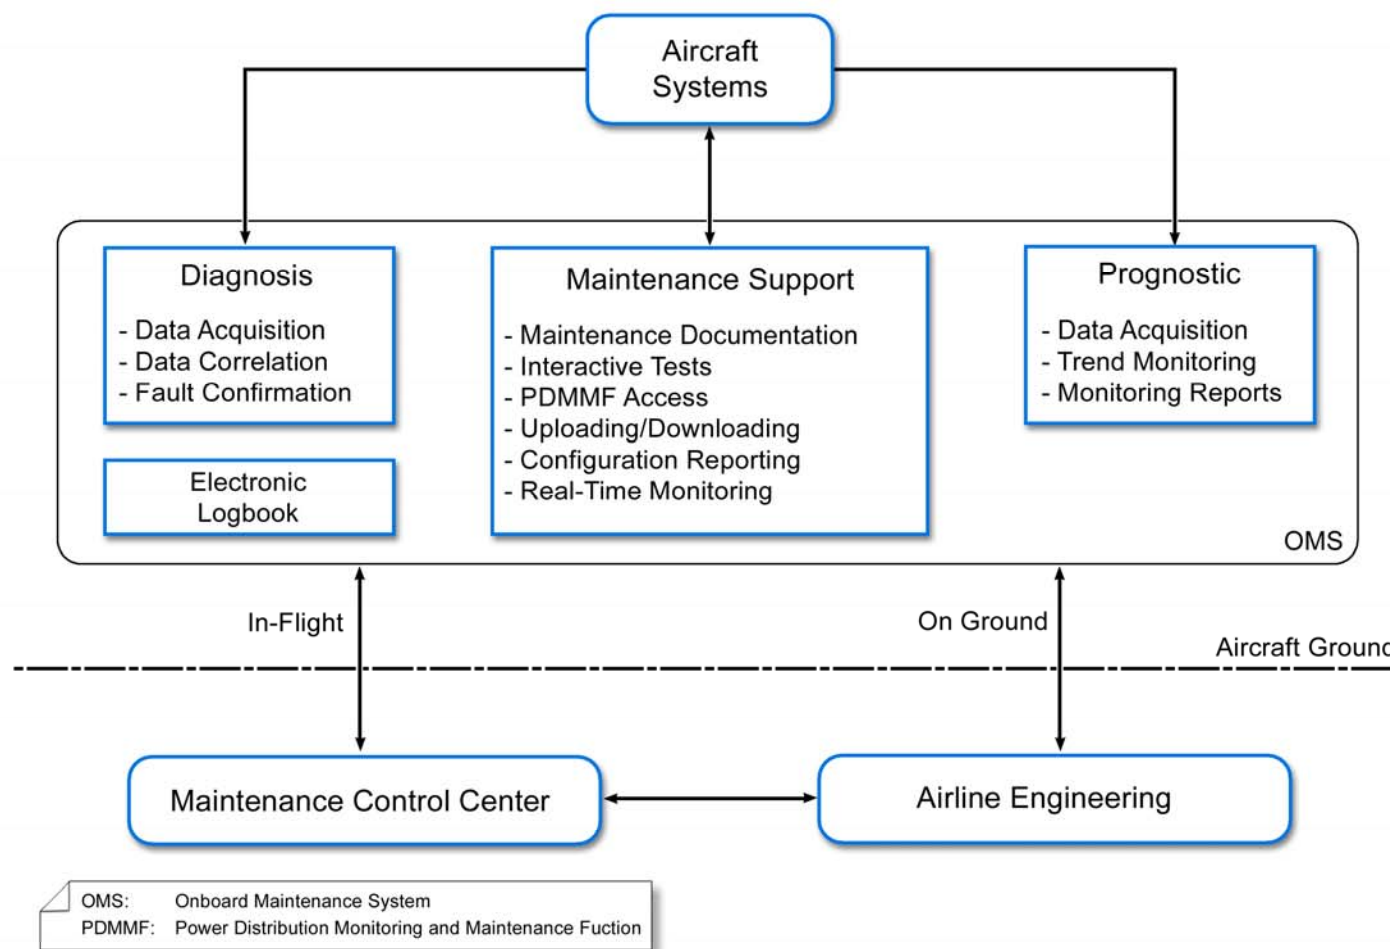 Aircraft
Systems
Diagnosis
- Data Acquisition
- Data Correlation
- Fault Confirmation
Electronic
Logbook
Maintenance Support
- Maintenance Documentation
- Interactive Tests
- PDMMF Access
- Uploading/Downloading
- Configuration Reporting
- Real-Time Monitoring
Prognostic
- Data Acquisition
- Trend Monitoring
- Monitoring Reports
OMS
In-Flight
On Ground
Aircraft Ground
Maintenance Control Center
Airline Engineering
OMS: Onboard Maintenance System
PDMMF: Power Distribution Monitoring and Maintenance Fuction